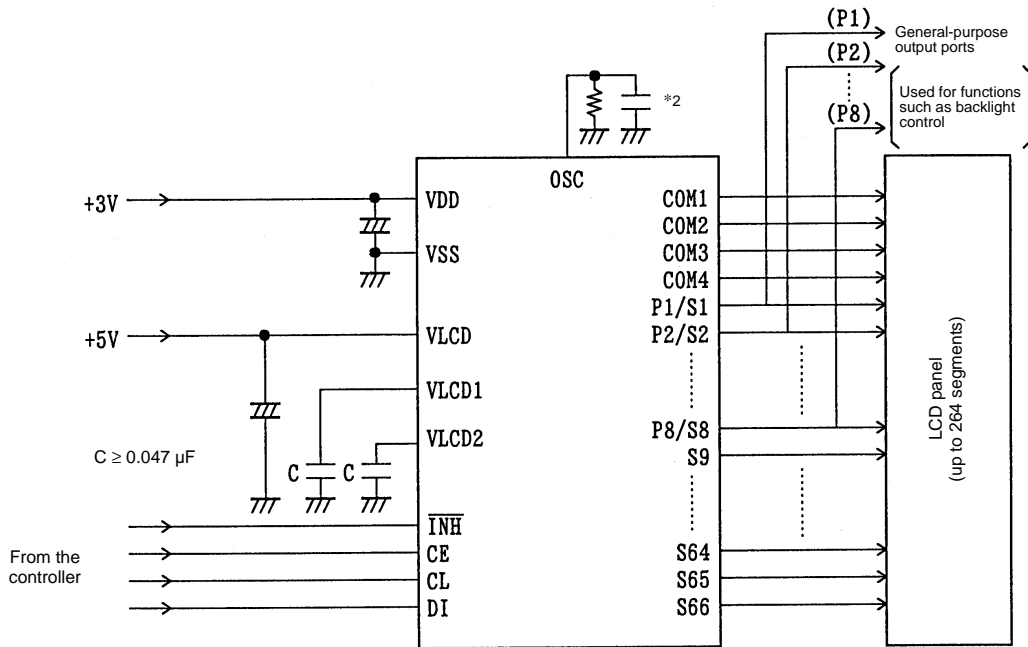 (P1)
General-purpose
output ports
(P2)
Used for functions
such as backlight
control
(P8)
*2
OSC
+3V
VDD
VSS
+5V
VLCD
VLCD1
VLCD2
C ≥ 0.047 µF
C
C
INH
From the
controller
CE
CL
DI
COM1
COM2
COM3
COM4
P1/S1
P2/S2
P8/S8
S9
S64
S65
S66
LCD panel
(up to 264 segments)